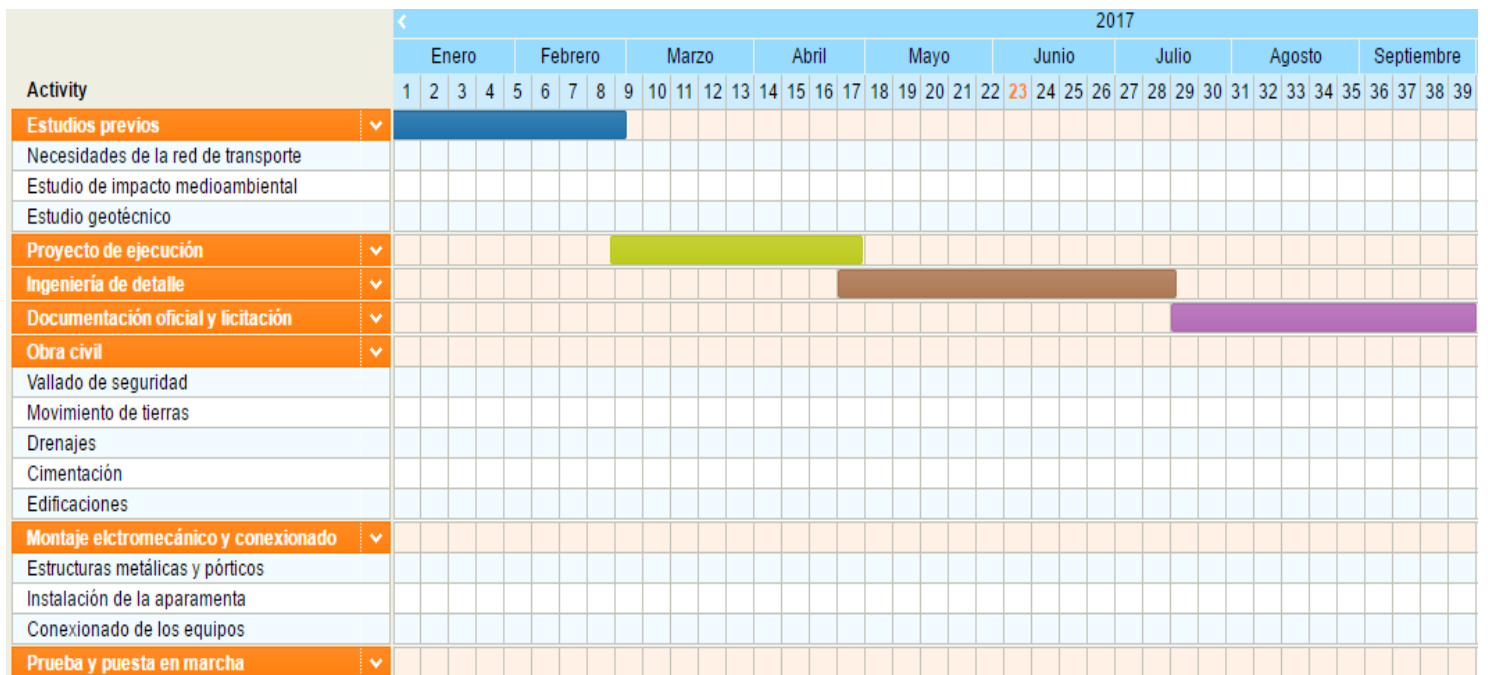 2017
Enero Febrero Marzo Abril Mayo Junio Julio Agosto Septiembre
Activity 1 2 3 4 5 6 7 8 9 10 11 12 13 14 15 16 17 18 19 20 21 22 23 24 25 26 27 28 29 30 31 32 33 34 35 36 37 38 39
Estudios previos
Necesidades de la red de transporte
Estudio de impacto medioambiental
Estudio geotécnico
Proyecto de ejecución
Ingeniería de detalle
Documentación oficial y licitación
Obra civil
Vallado de seguridad
Movimiento de tierras
Drenajes
Cimentación
Edificaciones
Montaje elctromecánico y conexionado
Estructuras metálicas y pórticos
Instalación de la aparamenta
Conexionado de los equipos
Prueba y puesta en marcha